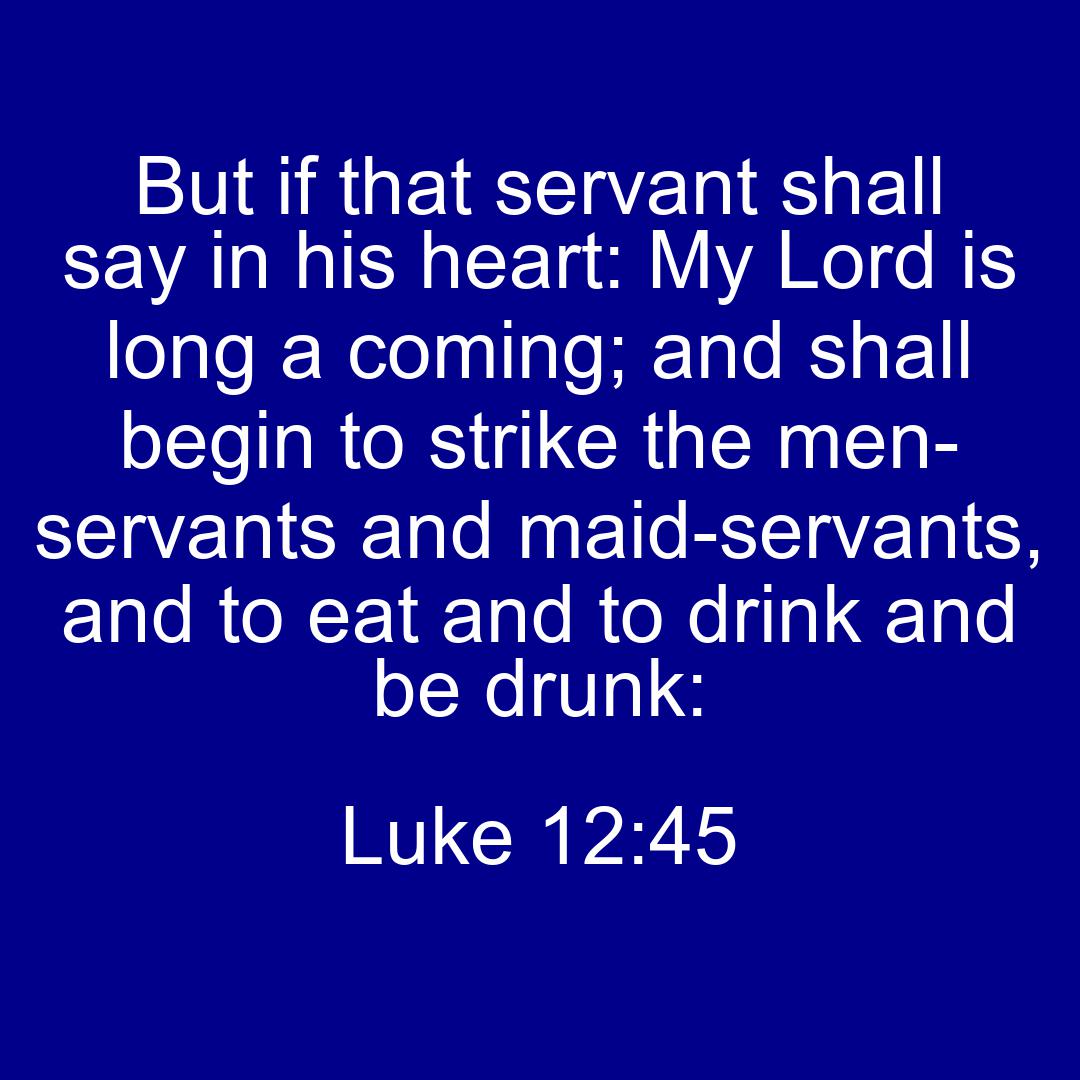 But if that servant shall
say in his heart: My Lord is
long a coming; and shall
begin to strike the men-
servants and maid-servants,
and to eat and to drink and
be drunk:
Luke 12:45